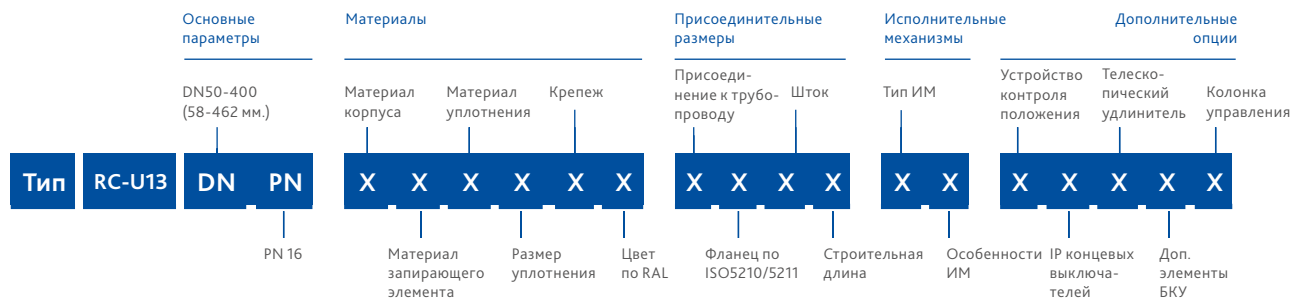 Основные
параметры
Материалы
Присоединительные
размеры
Исполнительные
механизмы
Дополнительные
опции
DN50-400
(58-462 мм.)
Материал
корпуса
Материал
уплотнения
Крепеж
Присоеди-
нение к трубо-
проводу
Шток
Тип ИМ
Устройство
контроля
положения
Телеско-
пический
удлинитель
Колонка
управления
Тип RC-U13 DN PN X X X X X X X X X X X X X X X X X
PN 16
Материал
запирающего
элемента
Размер
уплотнения
Цвет
по RAL
Фланец по
ISO5210/5211
Строительная
длина
Особенности
ИМ
IP концевых
выключа-
телей
Доп.
элементы
БКУ